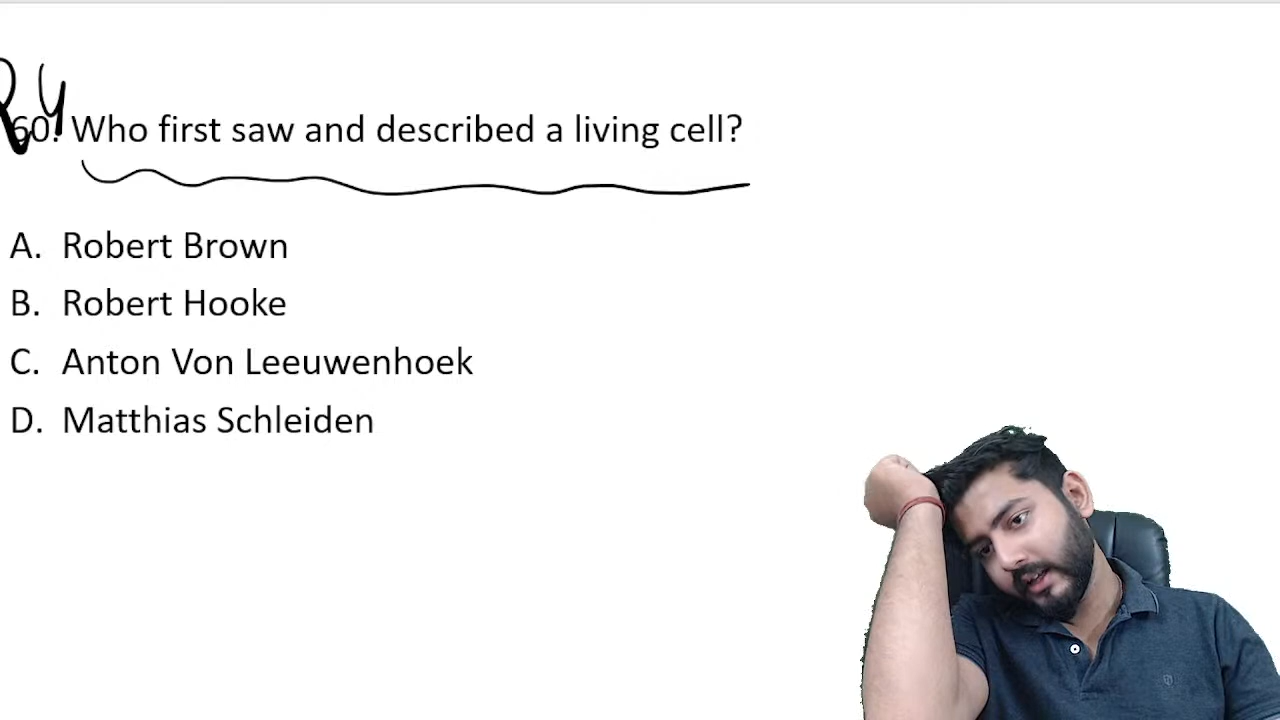 60. Who first saw and described a living cell?
A. Robert Brown
B. Robert Hooke
C. Anton Von Leeuwenhoek
D. Matthias Schleiden